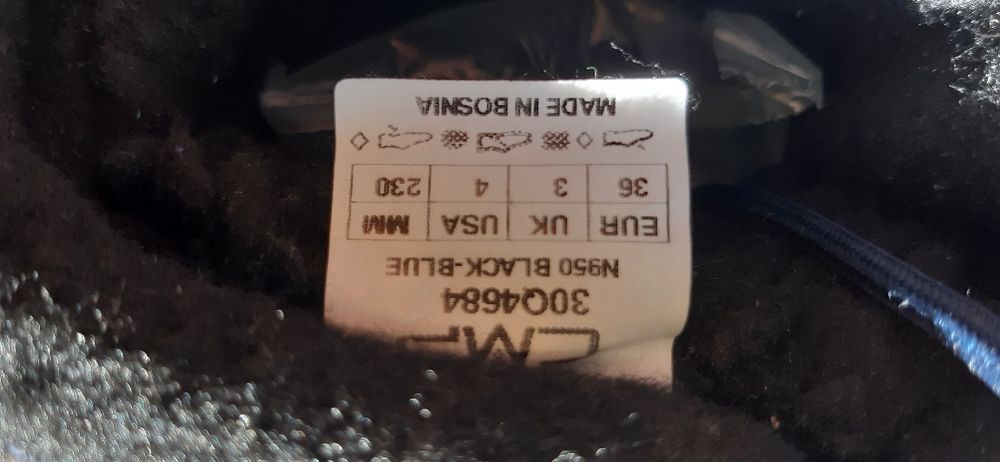 CMP
30Q4684
N950 BLACK-BLUE
EUR UK USA MM
36 3 4 230
MADE IN BOSNIA